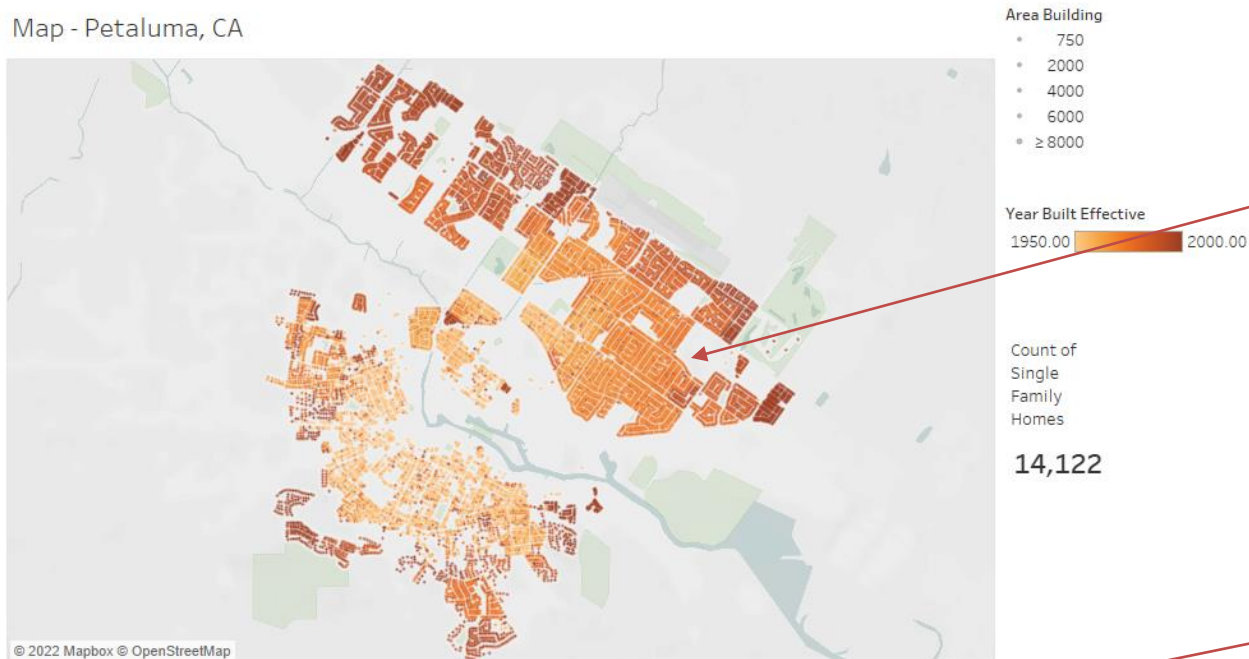 Map - Petaluma, CA
Area Building
750
2000
4000
6000
≥ 8000
Year Built Effective
1950.00 2000.00
Count of
Single
Family
Homes
14,122
© 2022 Mapbox © OpenStreetMap